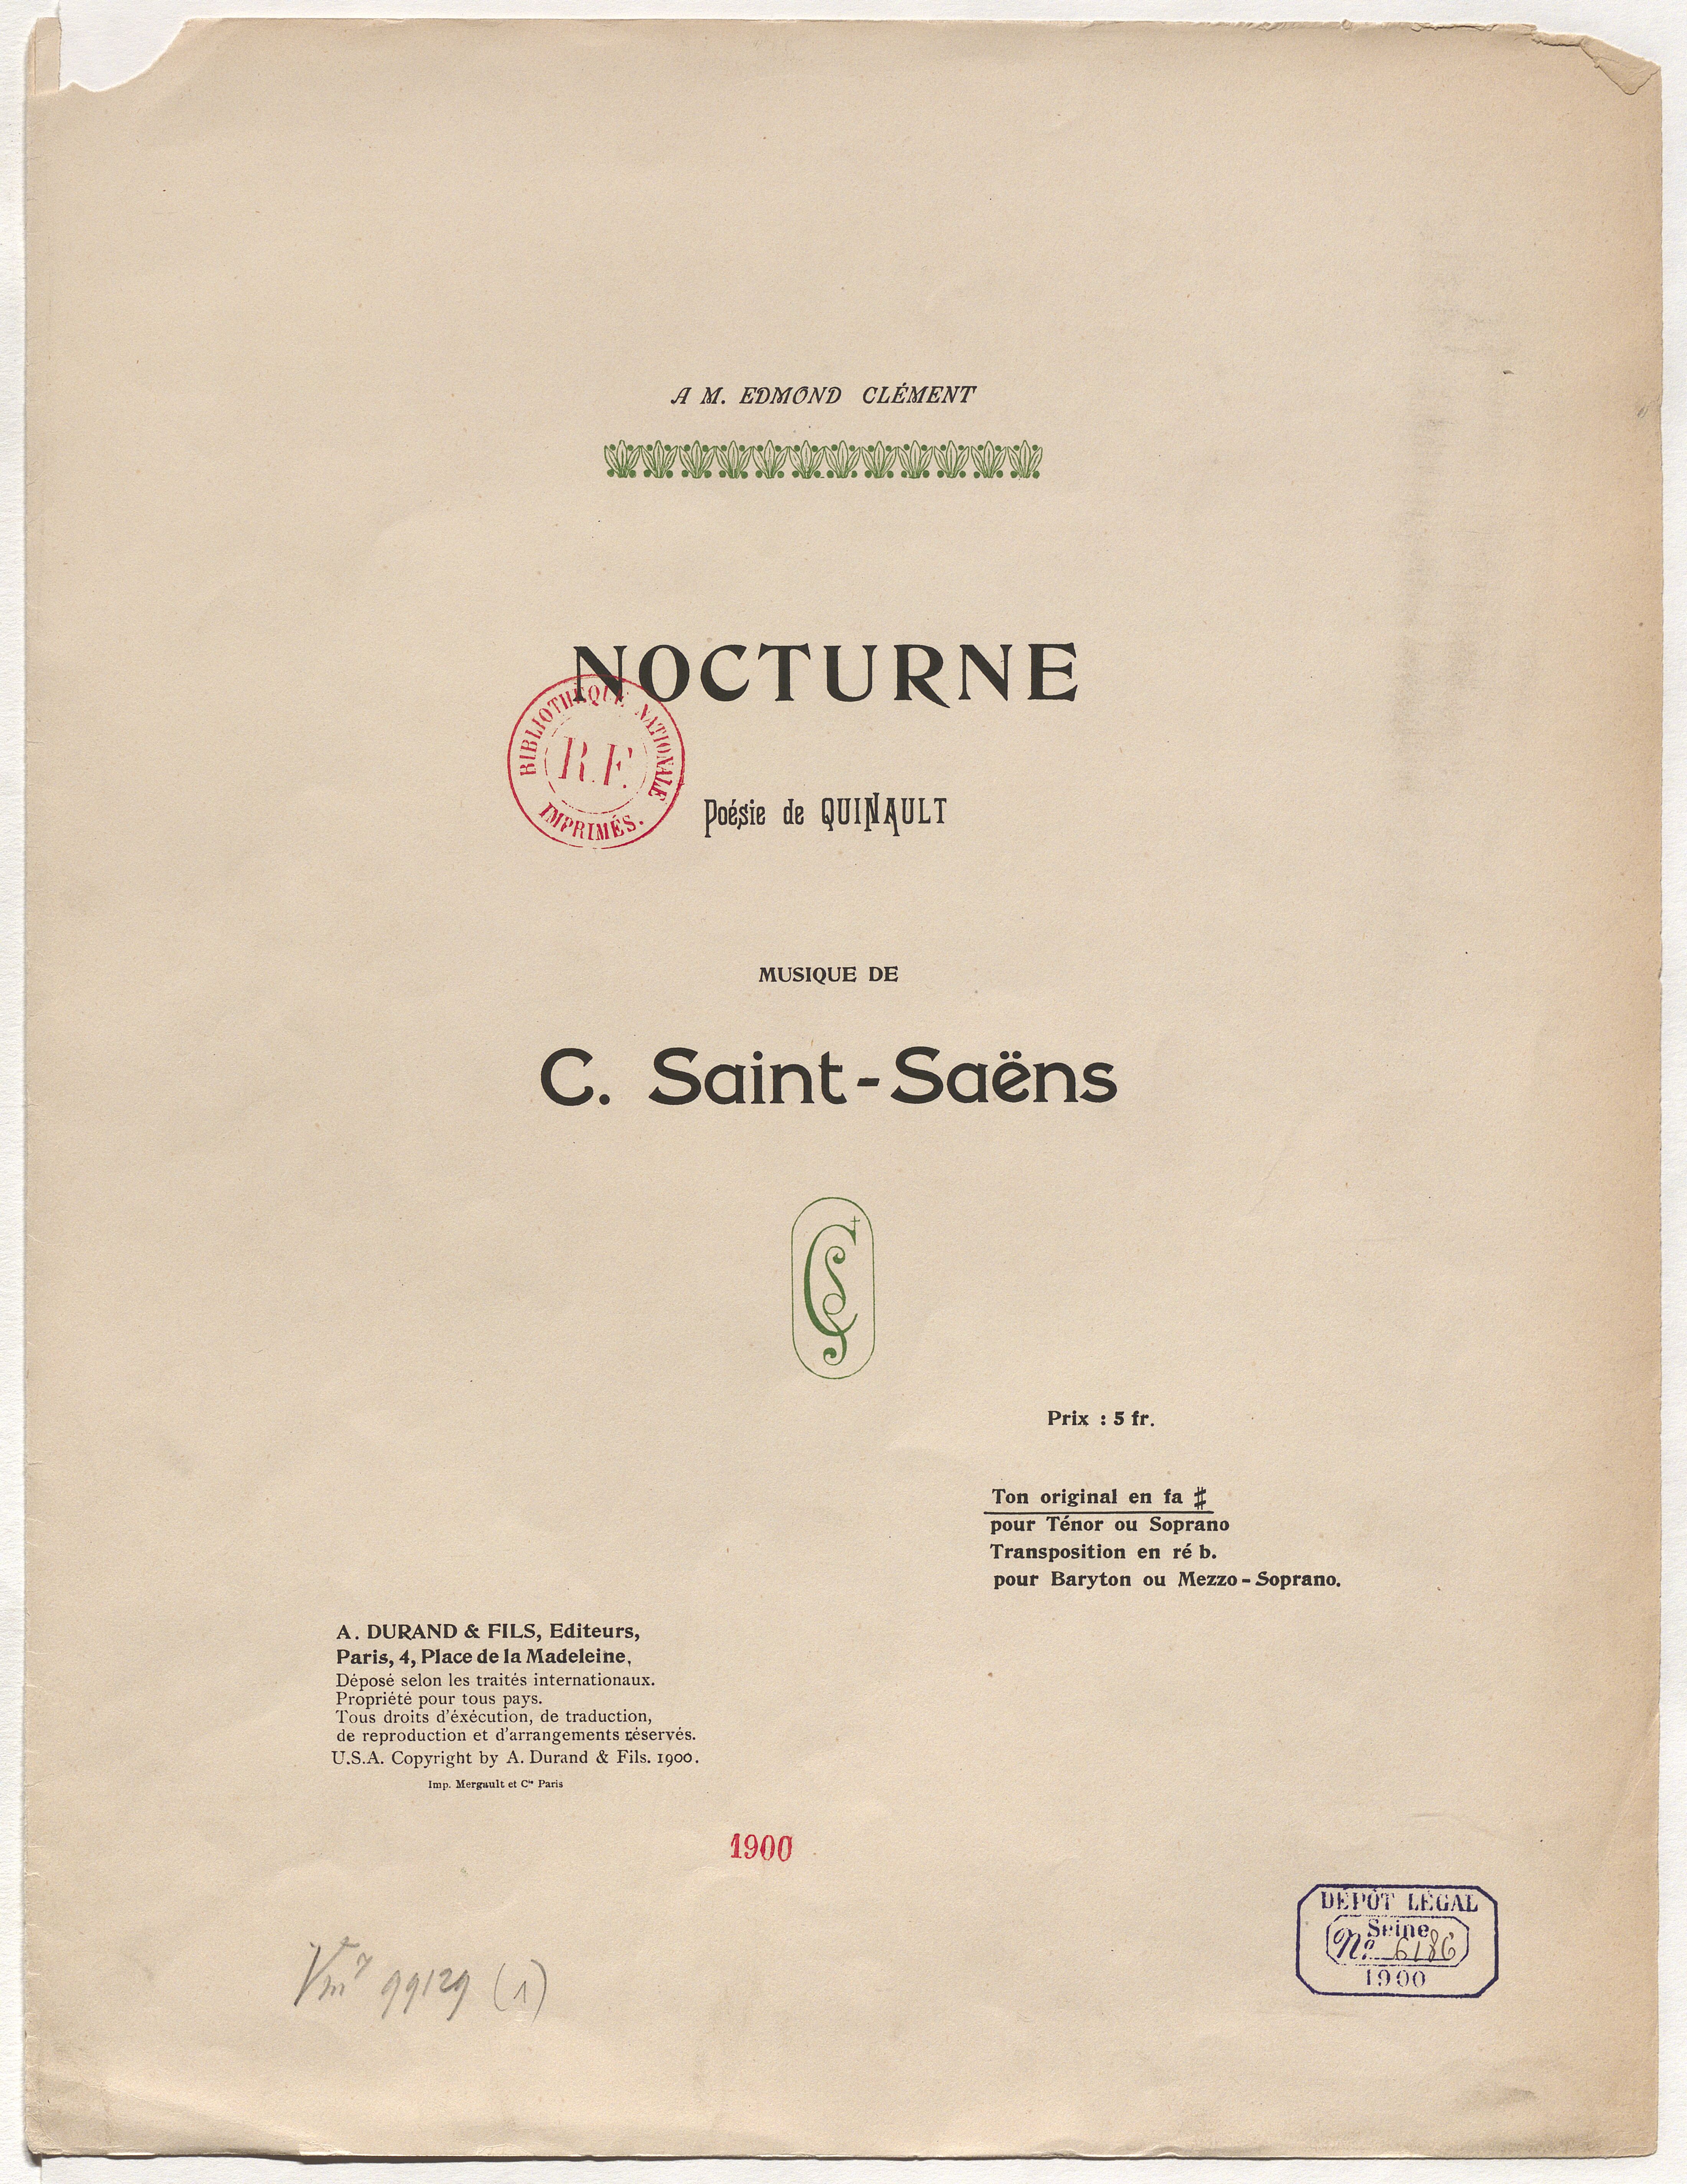 A M. EDMOND CLÉMENT
NOCTURNE
BIBLIOTHÈQUE NATIONALE
R.F.
IMPRIMÉS.
Poésie de QUINAULT
MUSIQUE DE
C. Saint-Saëns
CS
Prix : 5 fr.
Ton original en fa ♯
pour Ténor ou Soprano
Transposition en ré b.
pour Baryton ou Mezzo-Soprano.
A. DURAND & FILS, Editeurs,
Paris, 4, Place de la Madeleine,
Déposé selon les traités internationaux.
Propriété pour tous pays.
Tous droits d'éxécution, de traduction,
de reproduction et d'arrangements réservés.
U.S.A. Copyright by A. Durand & Fils. 1900.
Imp. Mergault et Cie Paris
1900
DÉPÔT LÉGAL
Seine
No. 6186
1900
Vm7 99129 (1)